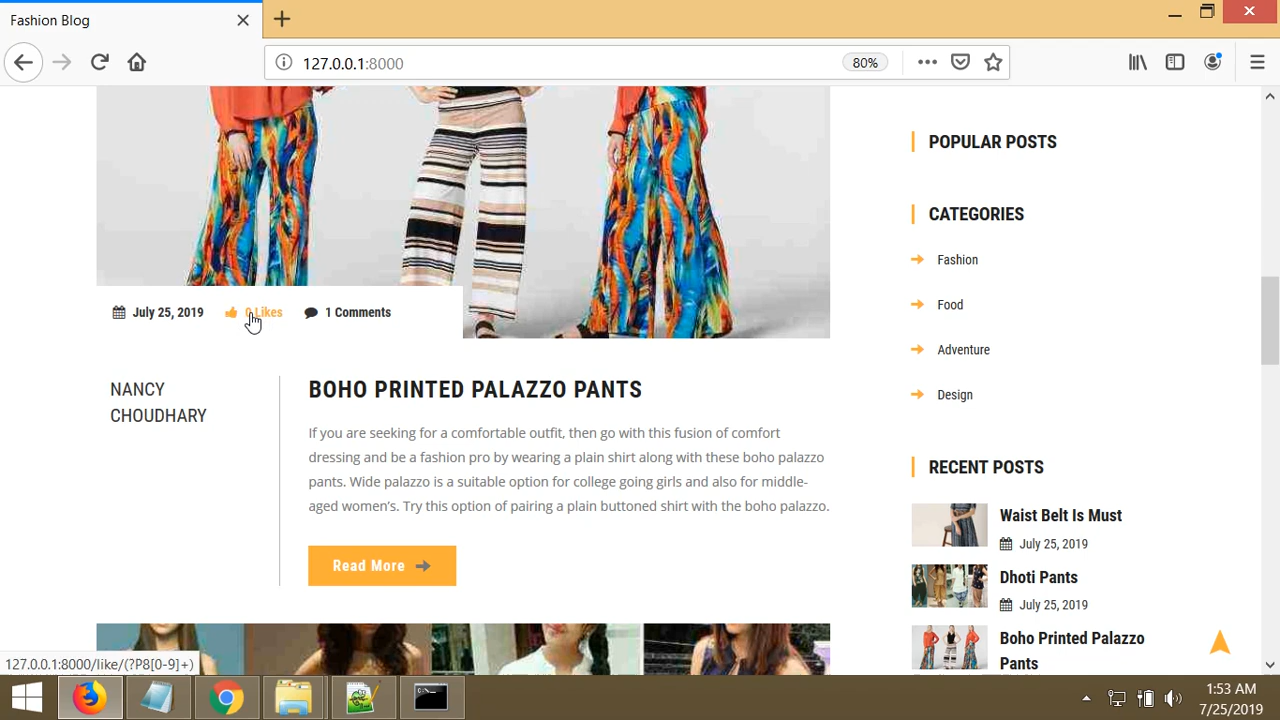 Fashion Blog
127.0.0.1:8000
80%
POPULAR POSTS
CATEGORIES
Fashion
Food
Adventure
Design
July 25, 2019 0 Likes 1 Comments
NANCY
CHOUDHARY
BOHO PRINTED PALAZZO PANTS
If you are seeking for a comfortable outfit, then go with this fusion of comfort
dressing and be a fashion pro by wearing a plain shirt along with these boho palazzo
pants. Wide palazzo is a suitable option for college going girls and also for middle-
aged women's. Try this option of pairing a plain buttoned shirt with the boho palazzo.
Read More
RECENT POSTS
Waist Belt Is Must
July 25, 2019
Dhoti Pants
July 25, 2019
Boho Printed Palazzo
Pants
127.0.0.1:8000/like/(?P8[0-9]+)
1:53 AM
7/25/2019